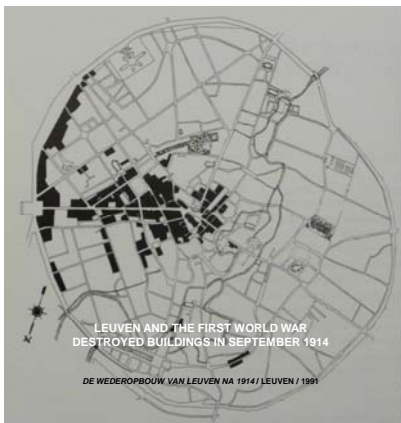 LEUVEN AND THE FIRST WORLD WAR
DESTROYED BUILDINGS IN SEPTEMBER 1914
DE WEDEROPBOUW VAN LEUVEN NA 1914 / LEUVEN / 1991